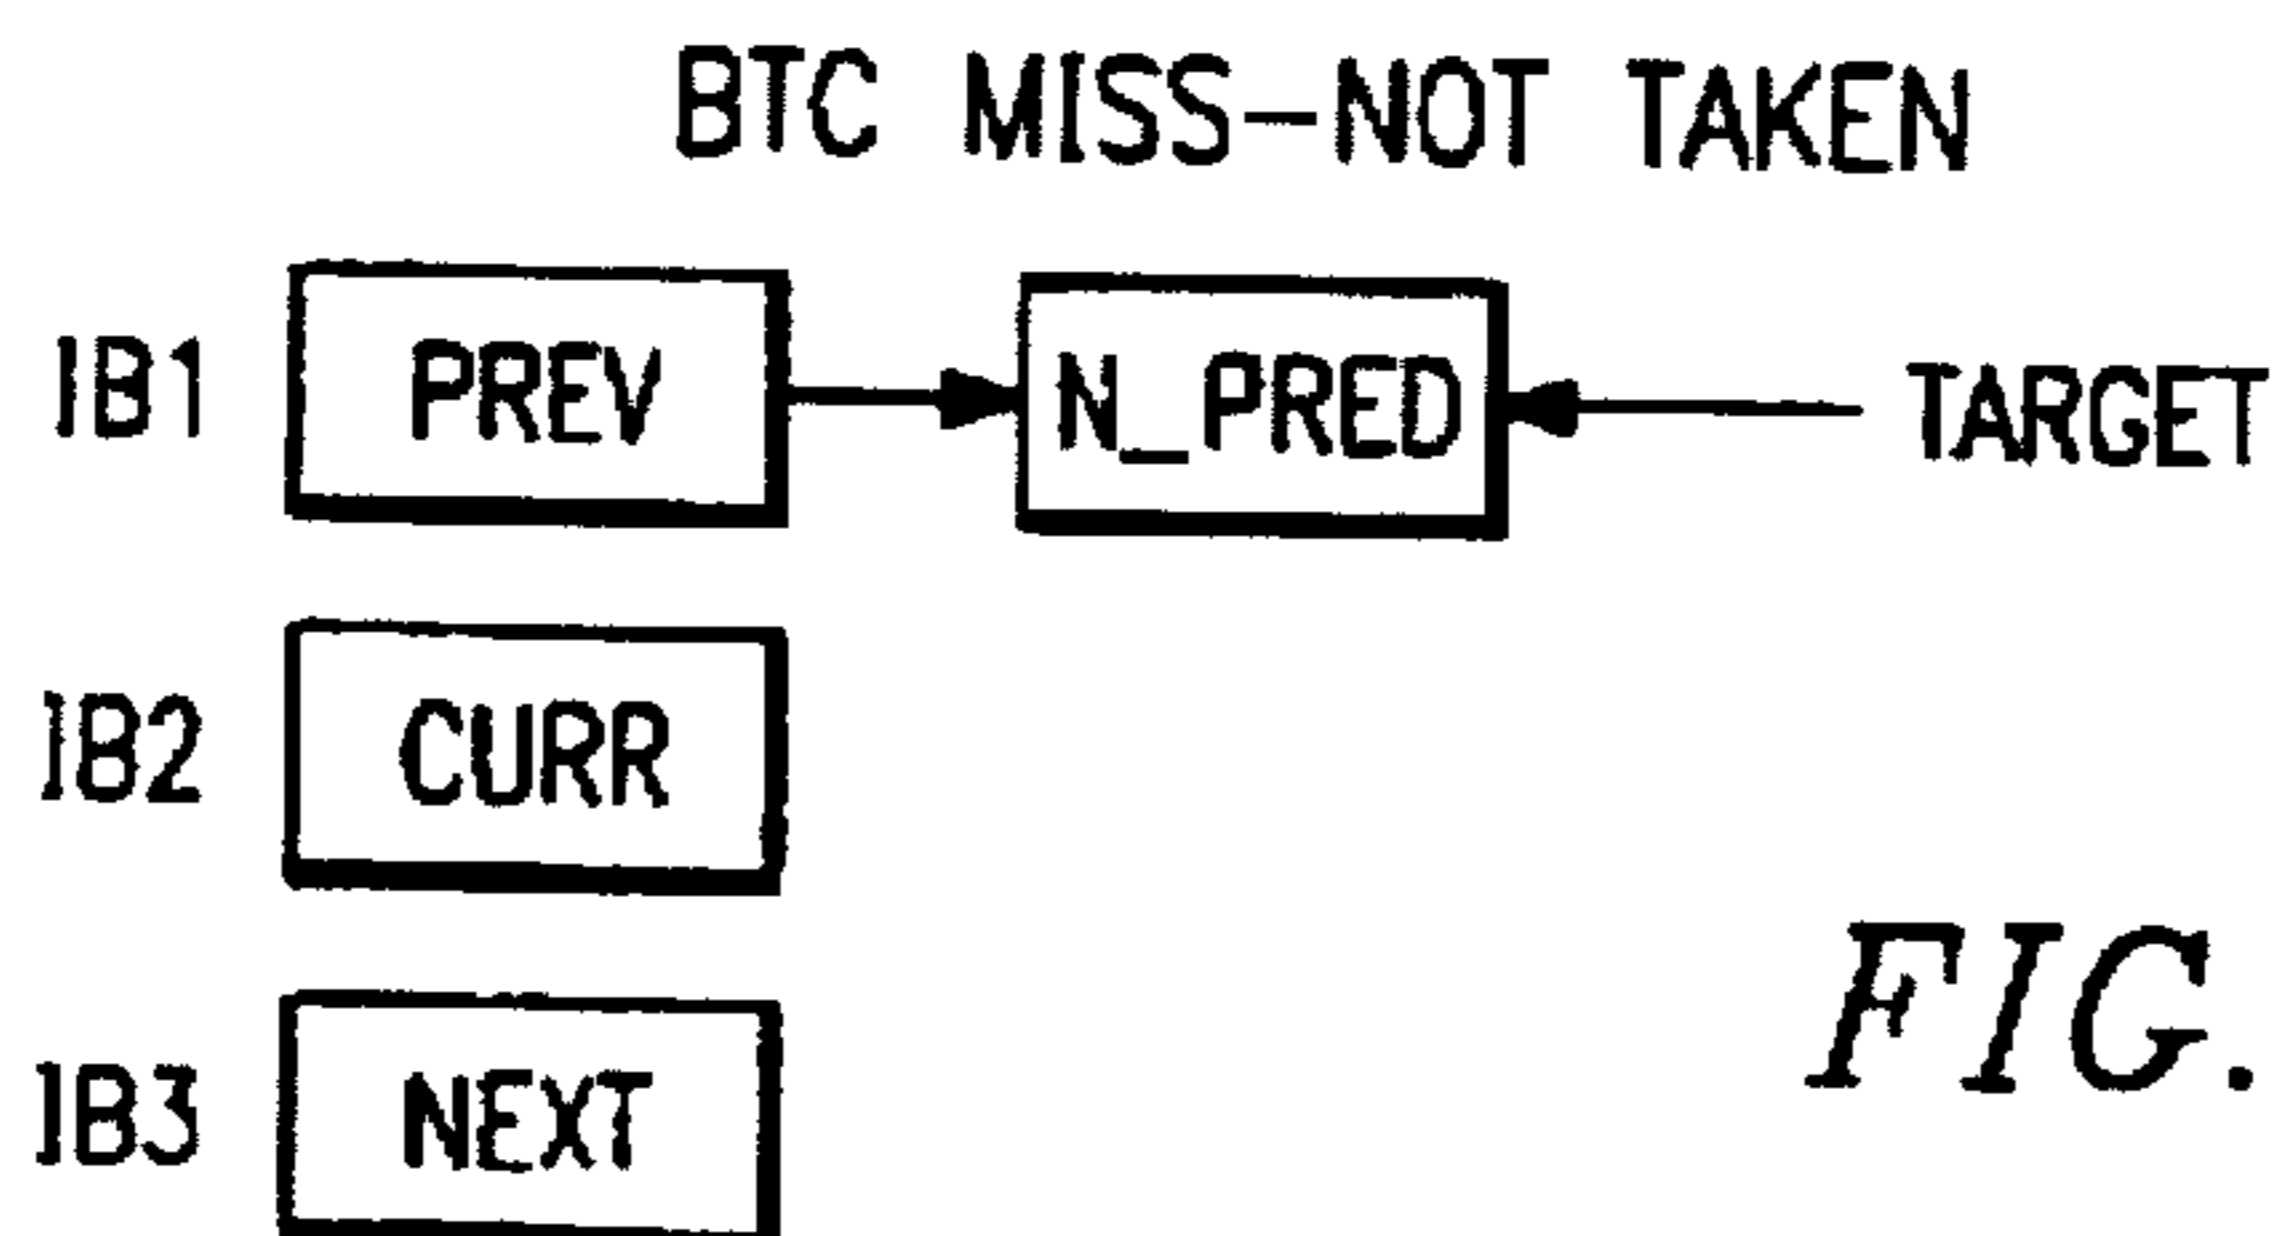 BTC MISS-NOT TAKEN
IB1 PREV N_PRED TARGET
IB2 CURR
IB3 NEXT
FIG.